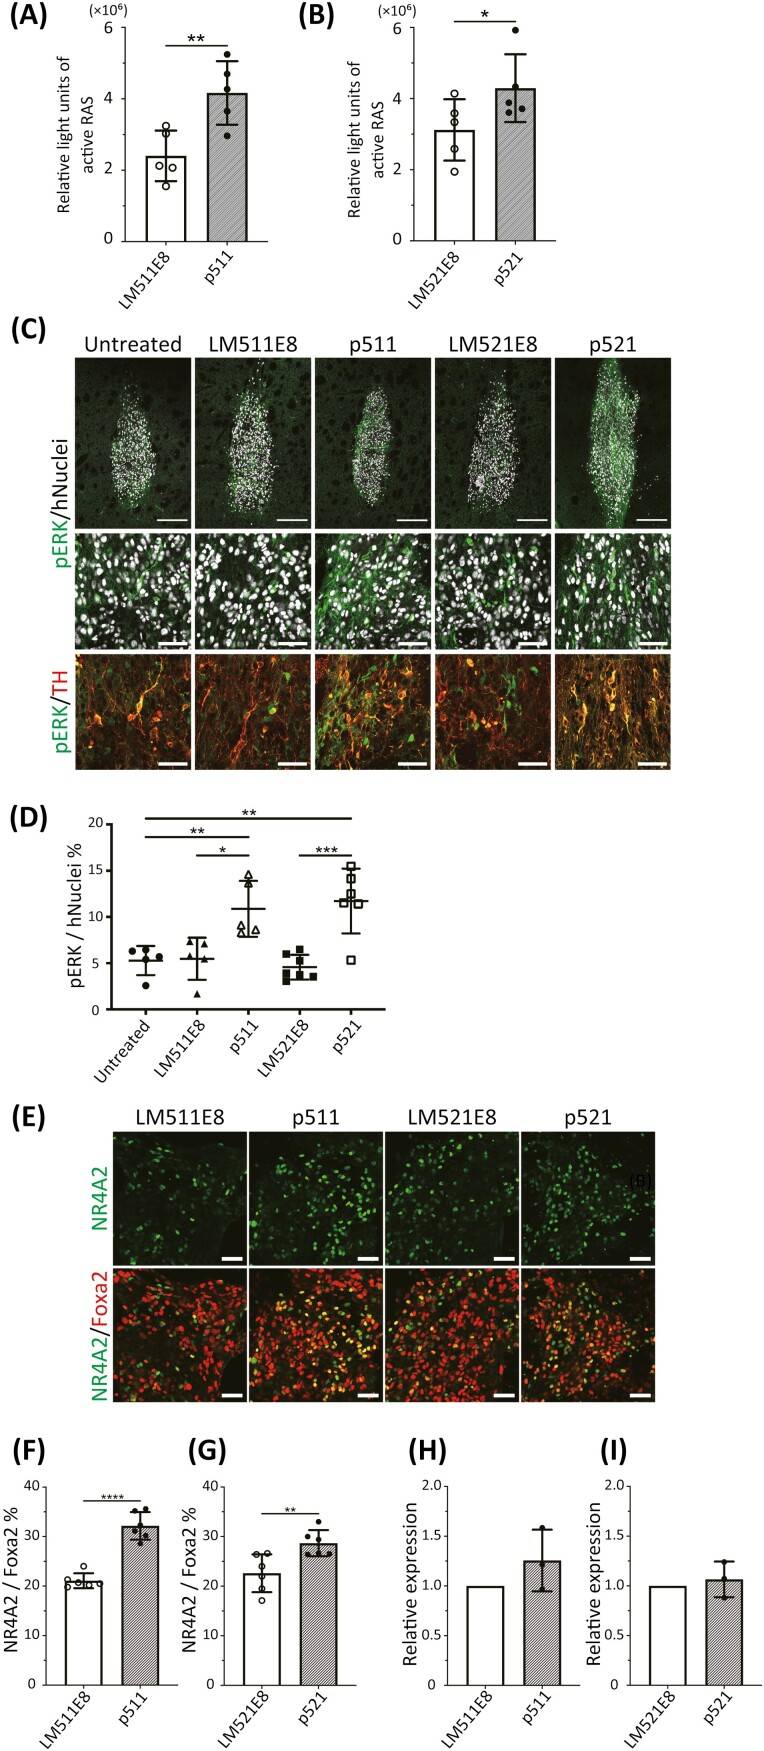 (A)
(×10⁶)
Relative light units of
active RAS
6
4
2
0
**
LM511E8
p511
(B)
(×10⁶)
Relative light units of
active RAS
6
4
2
0
*
LM521E8
p521
(C)
Untreated
LM511E8
p511
LM521E8
p521
pERK/hNuclei
pERK/TH
(D)
pERK / hNuclei %
20
15
10
5
0
**
**
*
***
Untreated
LM511E8
p511
LM521E8
p521
(E)
LM511E8
p511
LM521E8
p521
NR4A2
(B)
NR4A2/Foxa2
(F)
NR4A2 / Foxa2 %
40
30
20
10
0
****
LM511E8
p511
(G)
NR4A2 / Foxa2 %
40
30
20
10
0
**
LM521E8
p521
(H)
Relative expression
2.0
1.5
1.0
0.5
0
LM511E8
p511
(I)
Relative expression
2.0
1.5
1.0
0.5
0
LM521E8
p521